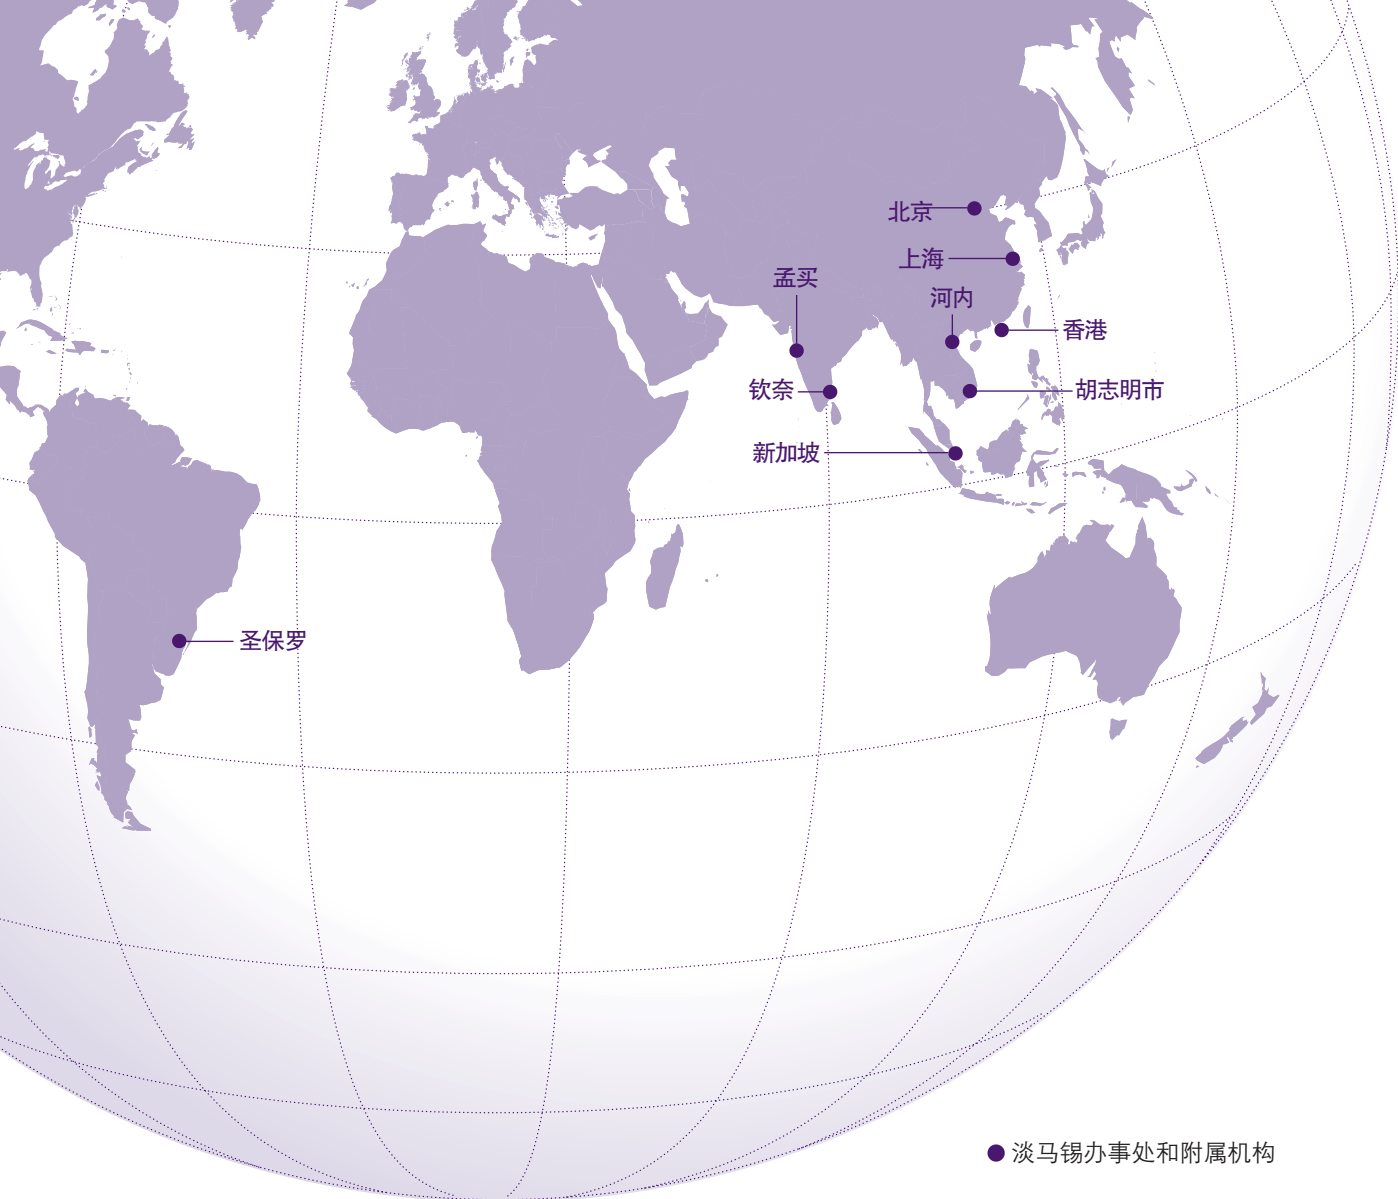 北京
上海
孟买
河内
香港
钦奈
胡志明市
新加坡
圣保罗
淡马锡办事处和附属机构